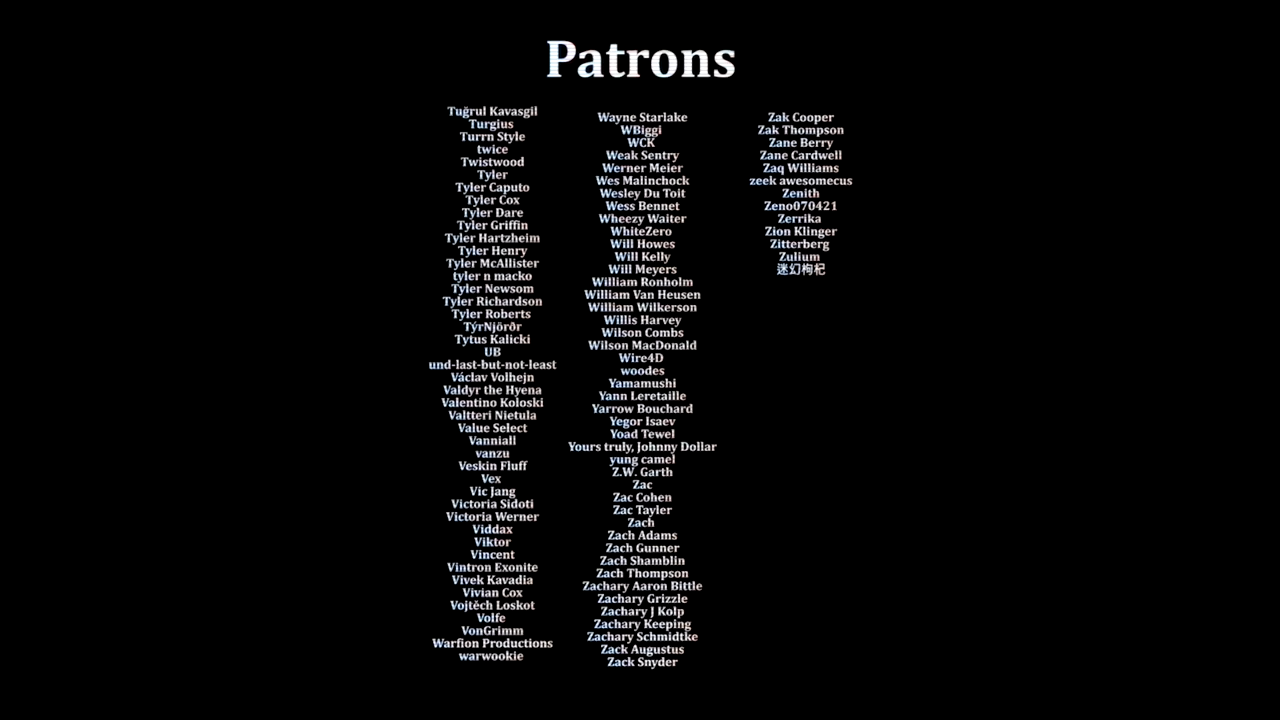 Patrons
Tuğrul Kavasgil
Turgius
Turrn Style
twice
Twistwood
Tyler
Tyler Caputo
Tyler Cox
Tyler Dare
Tyler Griffin
Tyler Hartzheim
Tyler Henry
Tyler McAllister
tyler n macko
Tyler Newsom
Tyler Richardson
Tyler Roberts
TýrNjörðr
Tytus Kalicki
UB
und-last-but-not-least
Václav Volhejn
Valdyr the Hyena
Valentino Koloski
Valtteri Nietula
Value Select
Vanniall
vanzu
Veskin Fluff
Vex
Vic Jang
Victoria Sidoti
Victoria Werner
Viddax
Viktor
Vincent
Vintron Exonite
Vivek Kavadia
Vivian Cox
Vojtěch Loskot
Volfe
VonGrimm
Warfion Productions
warwookie
Wayne Starlake
WBiggi
WCK
Weak Sentry
Werner Meier
Wes Malinchock
Wesley Du Toit
Wess Bennet
Wheezy Waiter
WhiteZero
Will Howes
Will Kelly
Will Meyers
William Ronholm
William Van Heusen
William Wilkerson
Willis Harvey
Wilson Combs
Wilson MacDonald
Wire4D
woodes
Yamamushi
Yann Leretaille
Yarrow Bouchard
Yegor Isaev
Yoad Tewel
Yours truly, Johnny Dollar
yung camel
Z.W. Garth
Zac
Zac Cohen
Zac Tayler
Zach
Zach Adams
Zach Gunner
Zach Shamblin
Zach Thompson
Zachary Aaron Bittle
Zachary Grizzle
Zachary J Kolp
Zachary Keeping
Zachary Schmidtke
Zack Augustus
Zack Snyder
Zak Cooper
Zak Thompson
Zane Berry
Zane Cardwell
Zaq Williams
zeek awesomecus
Zenith
Zeno070421
Zerrika
Zion Klinger
Zitterberg
Zulium
迷幻枸杞